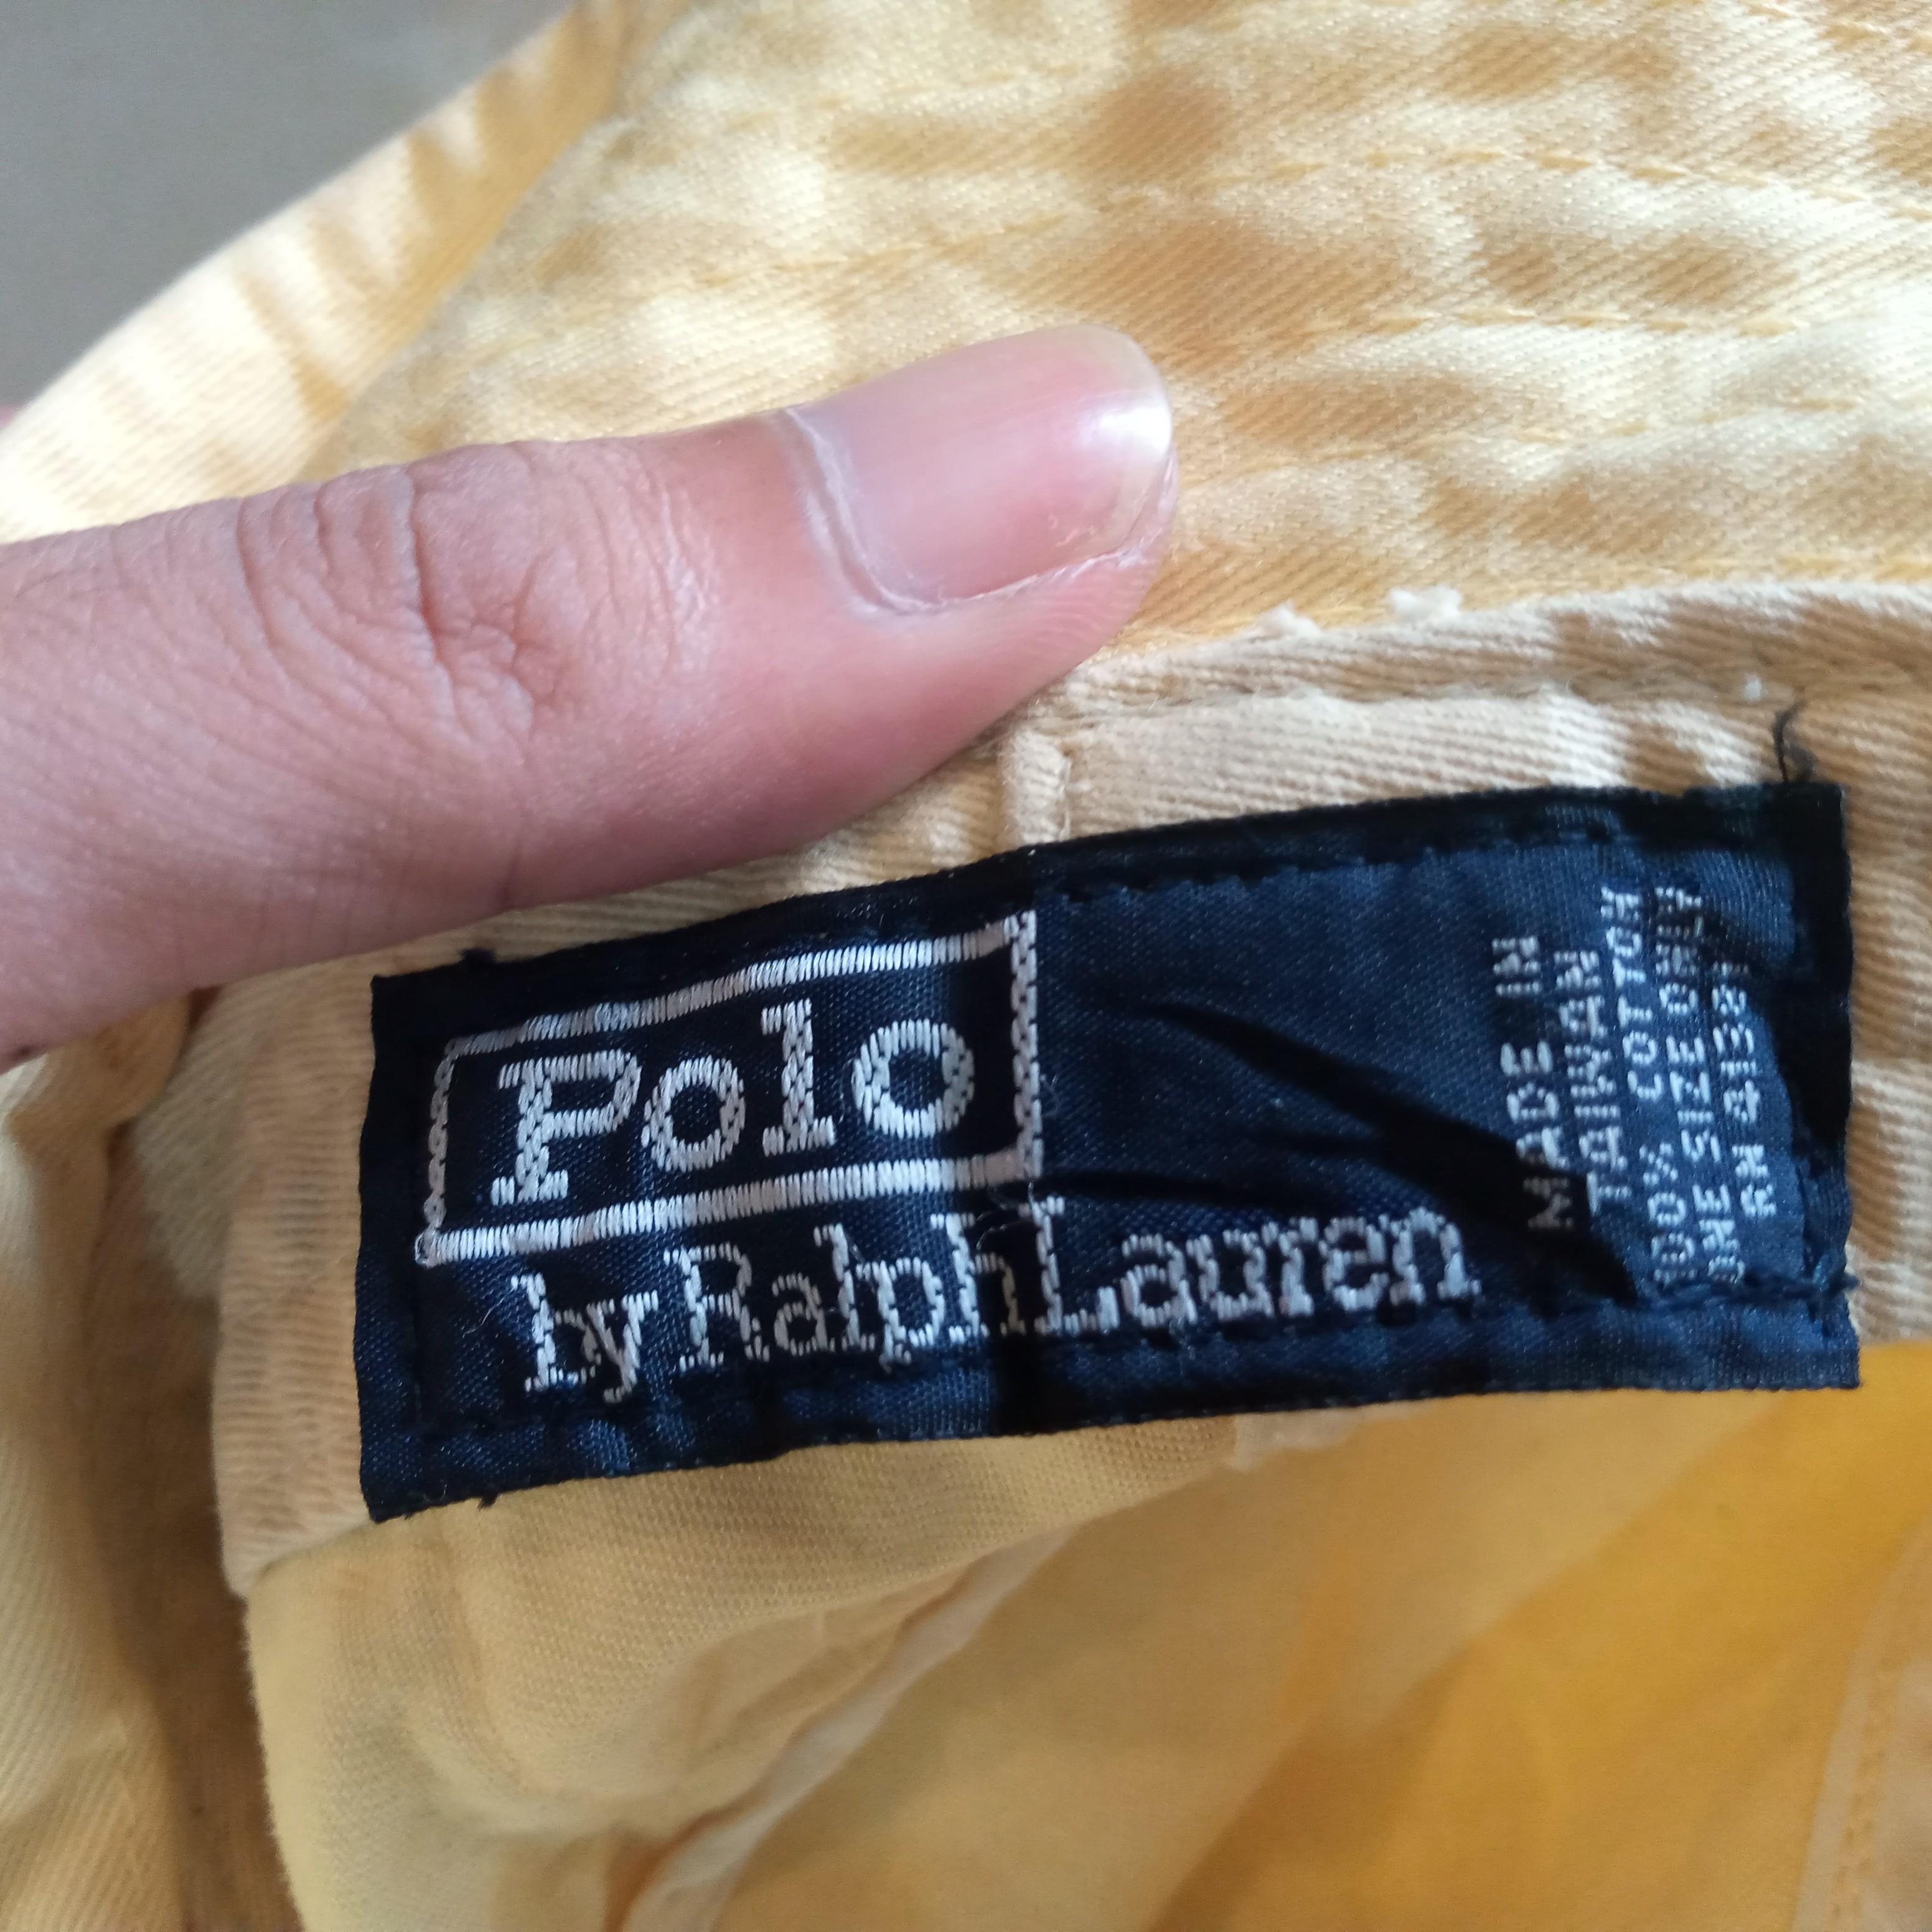 Polo
by Ralph Lauren
MADE IN
TAIWAN
100% COTTON
ONE SIZE ONLY
RN 41381